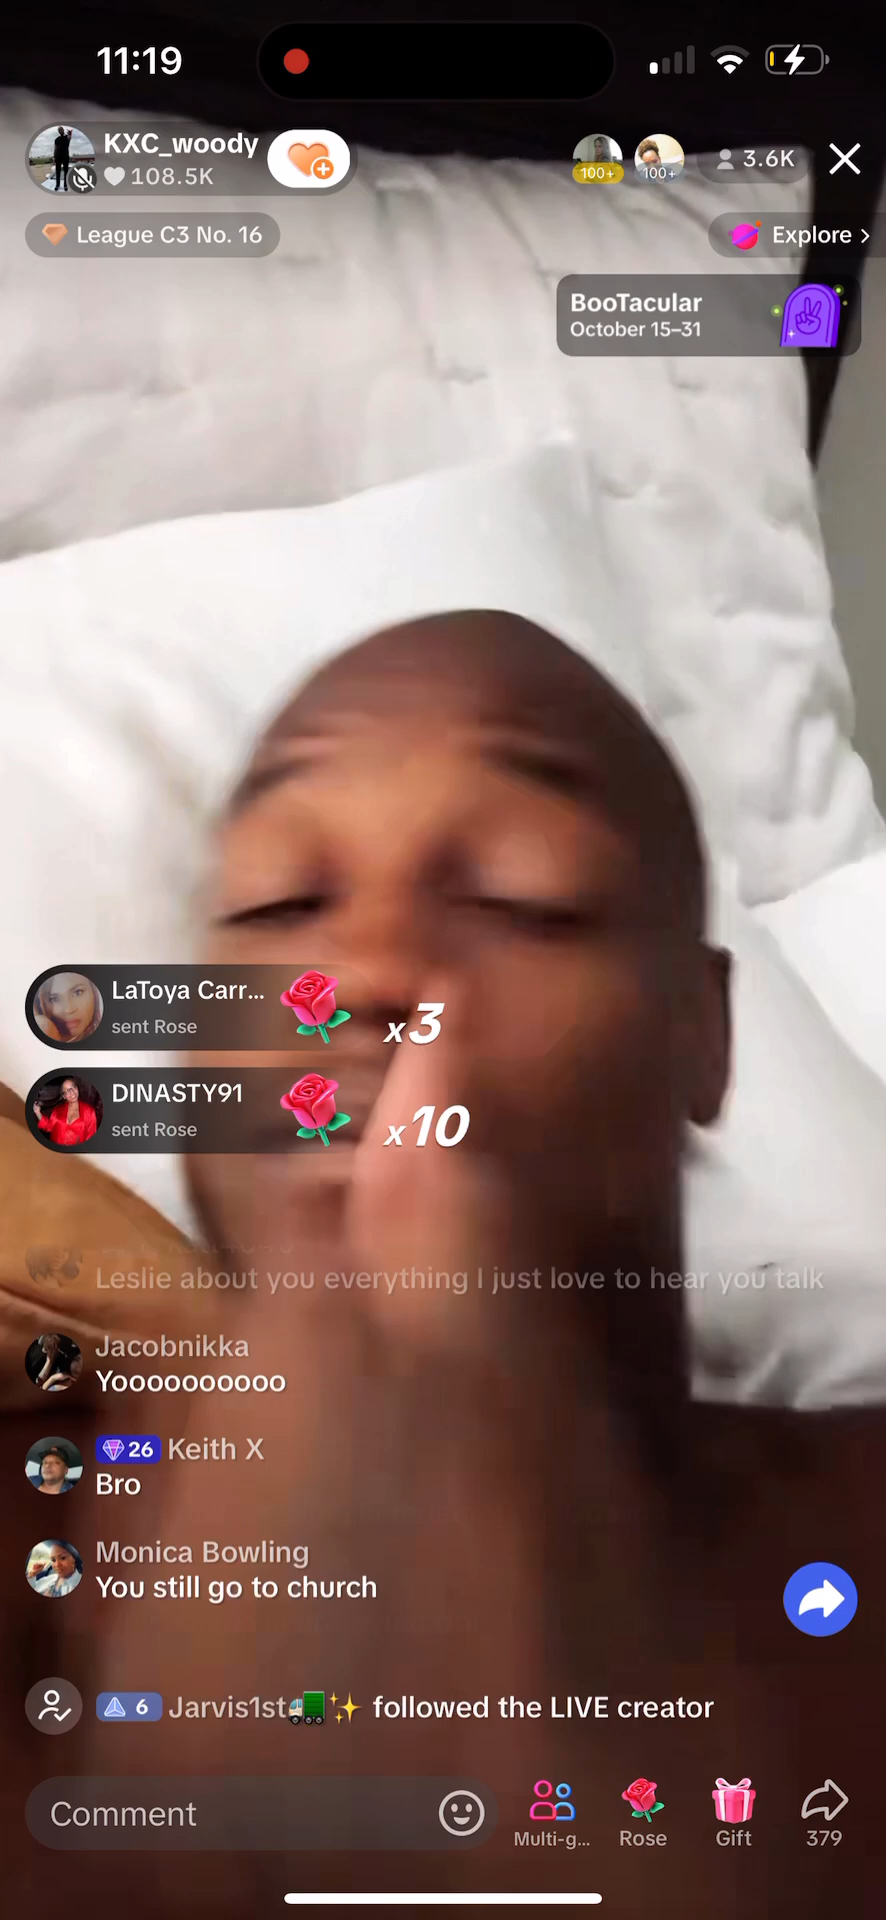 11:19
KXC_woody
108.5K
100+
100+
3.6K
League C3 No. 16
Explore >
BooTacular
October 15–31
LaToya Carr...
sent Rose
x3
DINASTY91
sent Rose
x10
Leslie about you everything I just love to hear you talk
Jacobnikka
Yoooooooooo
26 Keith X
Bro
Monica Bowling
You still go to church
6 Jarvis1st🚛✨ followed the LIVE creator
Comment
Multi-g...
Rose
Gift
379